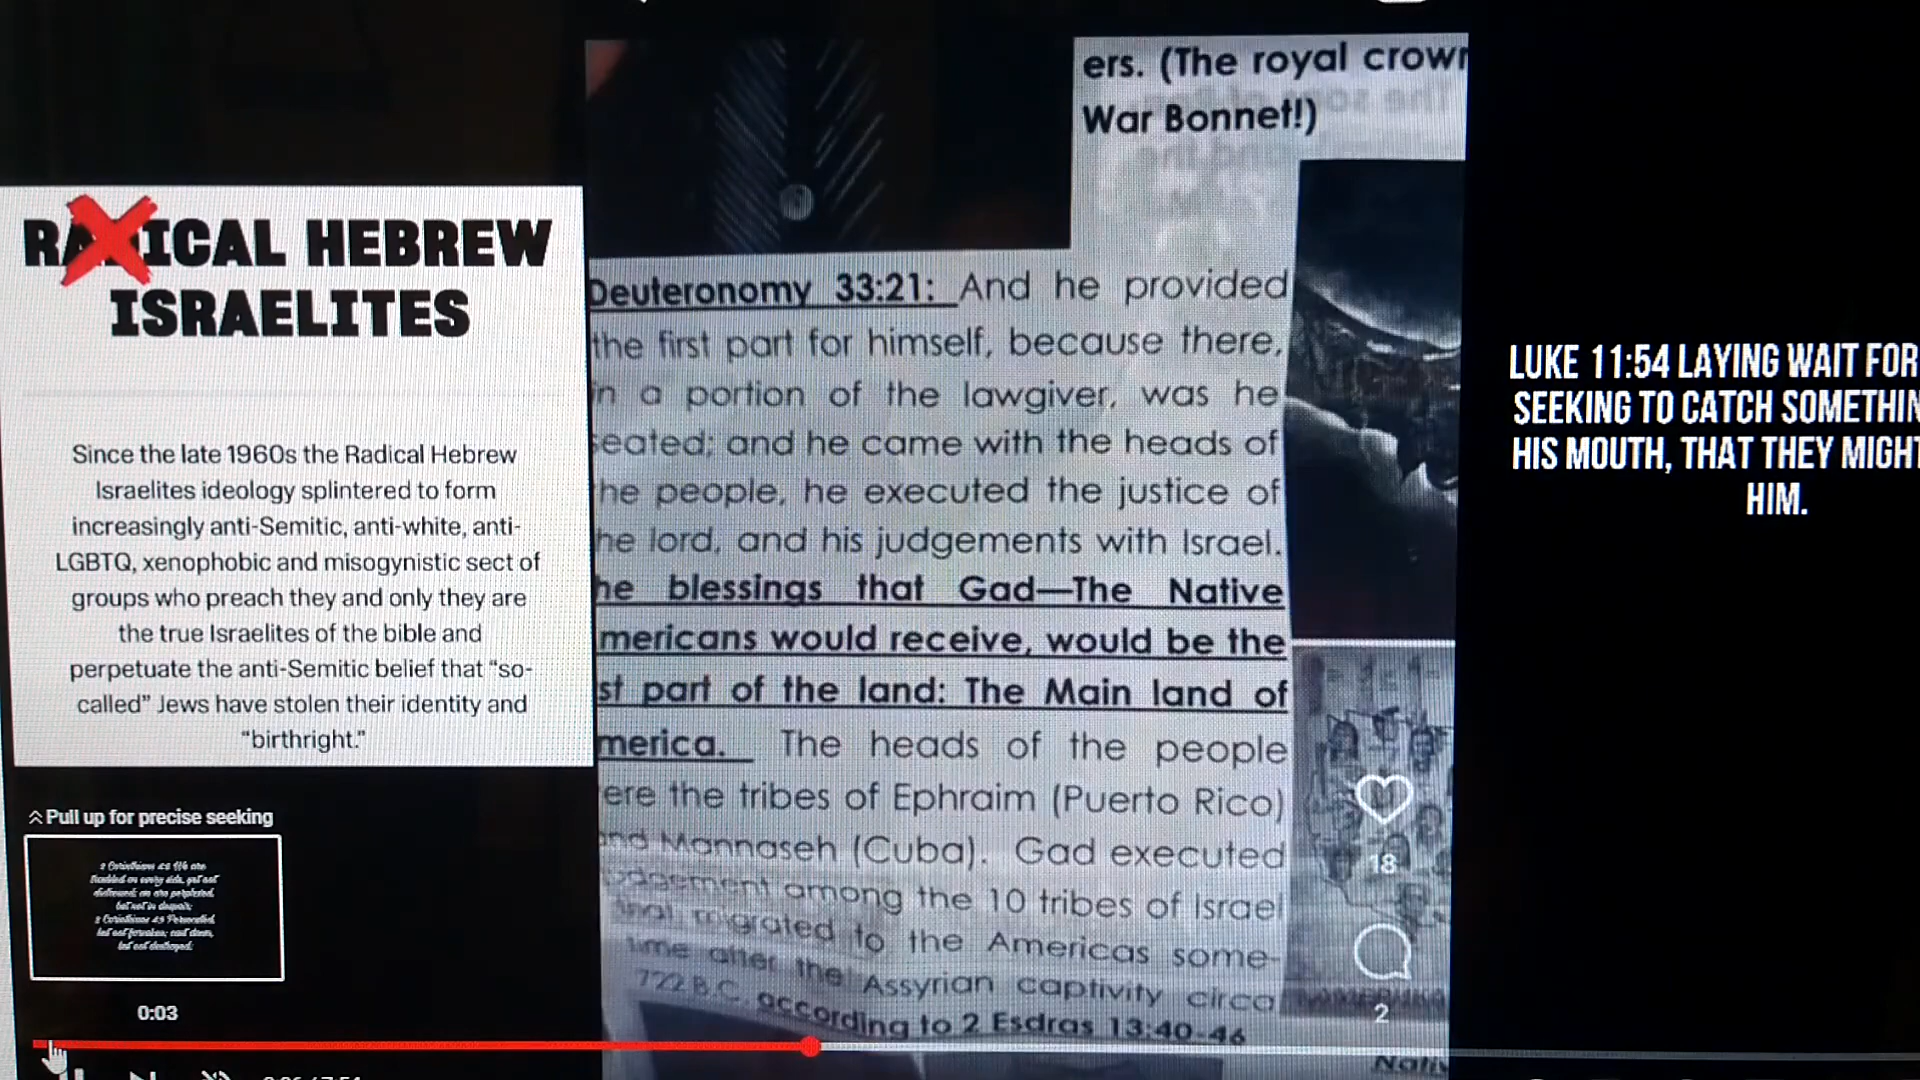 RA ICAL HEBREW
ISRAELITES
Since the late 1960s the Radical Hebrew
Israelites ideology splintered to form
increasingly anti-Semitic, anti-white, anti-
LGBTQ, xenophobic and misogynistic sect of
groups who preach they and only they are
the true Israelites of the bible and
perpetuate the anti-Semitic belief that “so-
called” Jews have stolen their identity and
“birthright.”
Pull up for precise seeking
0:03
ers. (The royal crown
War Bonnet!)
Deuteronomy 33:21: And he provided
the first part for himself, because there,
in a portion of the lawgiver, was he
seated; and he came with the heads of
he people, he executed the justice of
he lord, and his judgements with Israel.
he blessings that Gad—The Native
mericans would receive, would be the
st part of the land: The Main land of
merica. The heads of the people
ere the tribes of Ephraim (Puerto Rico)
and Mannaseh (Cuba). Gad executed
among the 10 tribes of Israel
that migrated to the Americas some-
time after the Assyrian captivity circa
722 B.C. according to 2 Esdras 13:40-46
18
2
LUKE 11:54 LAYING WAIT FOR
SEEKING TO CATCH SOMETHIN
HIS MOUTH, THAT THEY MIGHT
HIM.